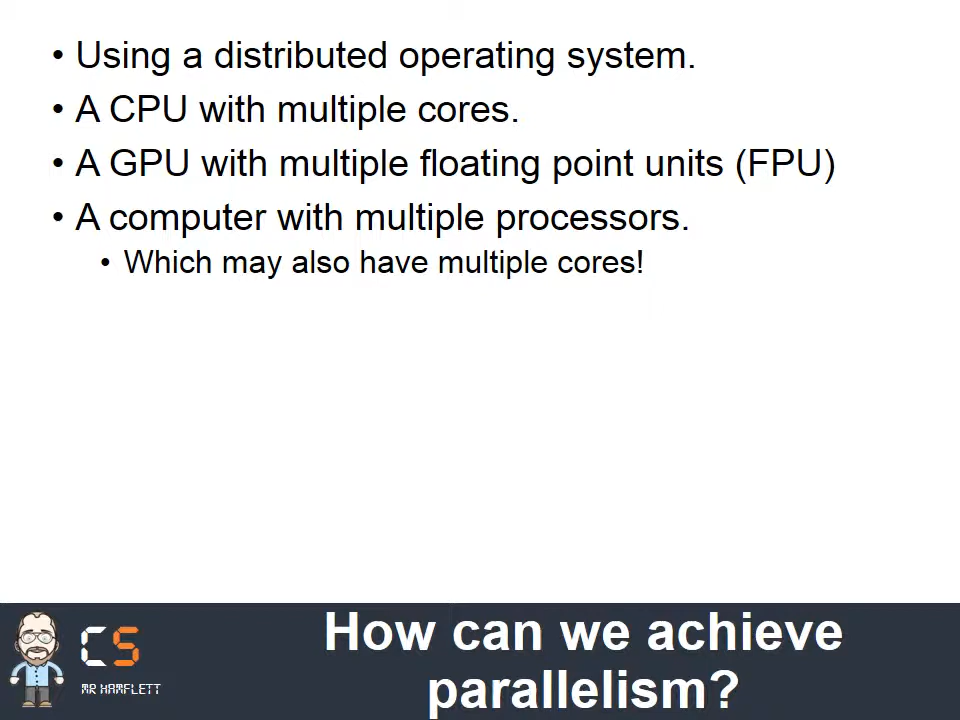 • Using a distributed operating system.
• A CPU with multiple cores.
• A GPU with multiple floating point units (FPU)
• A computer with multiple processors.
• Which may also have multiple cores!
CS
MR HAMFLETT
How can we achieve
parallelism?